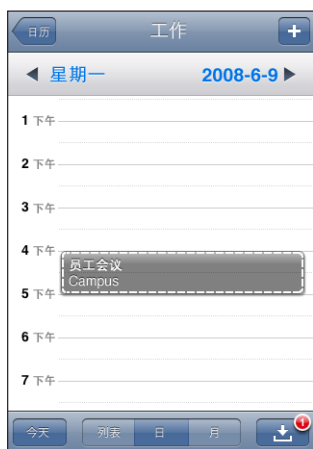 日历 工作
星期一 2008-6-9
1 下午
2 下午
3 下午
4 下午
员工会议
Campus
5 下午
6 下午
7 下午
今天 列表 日 月 1